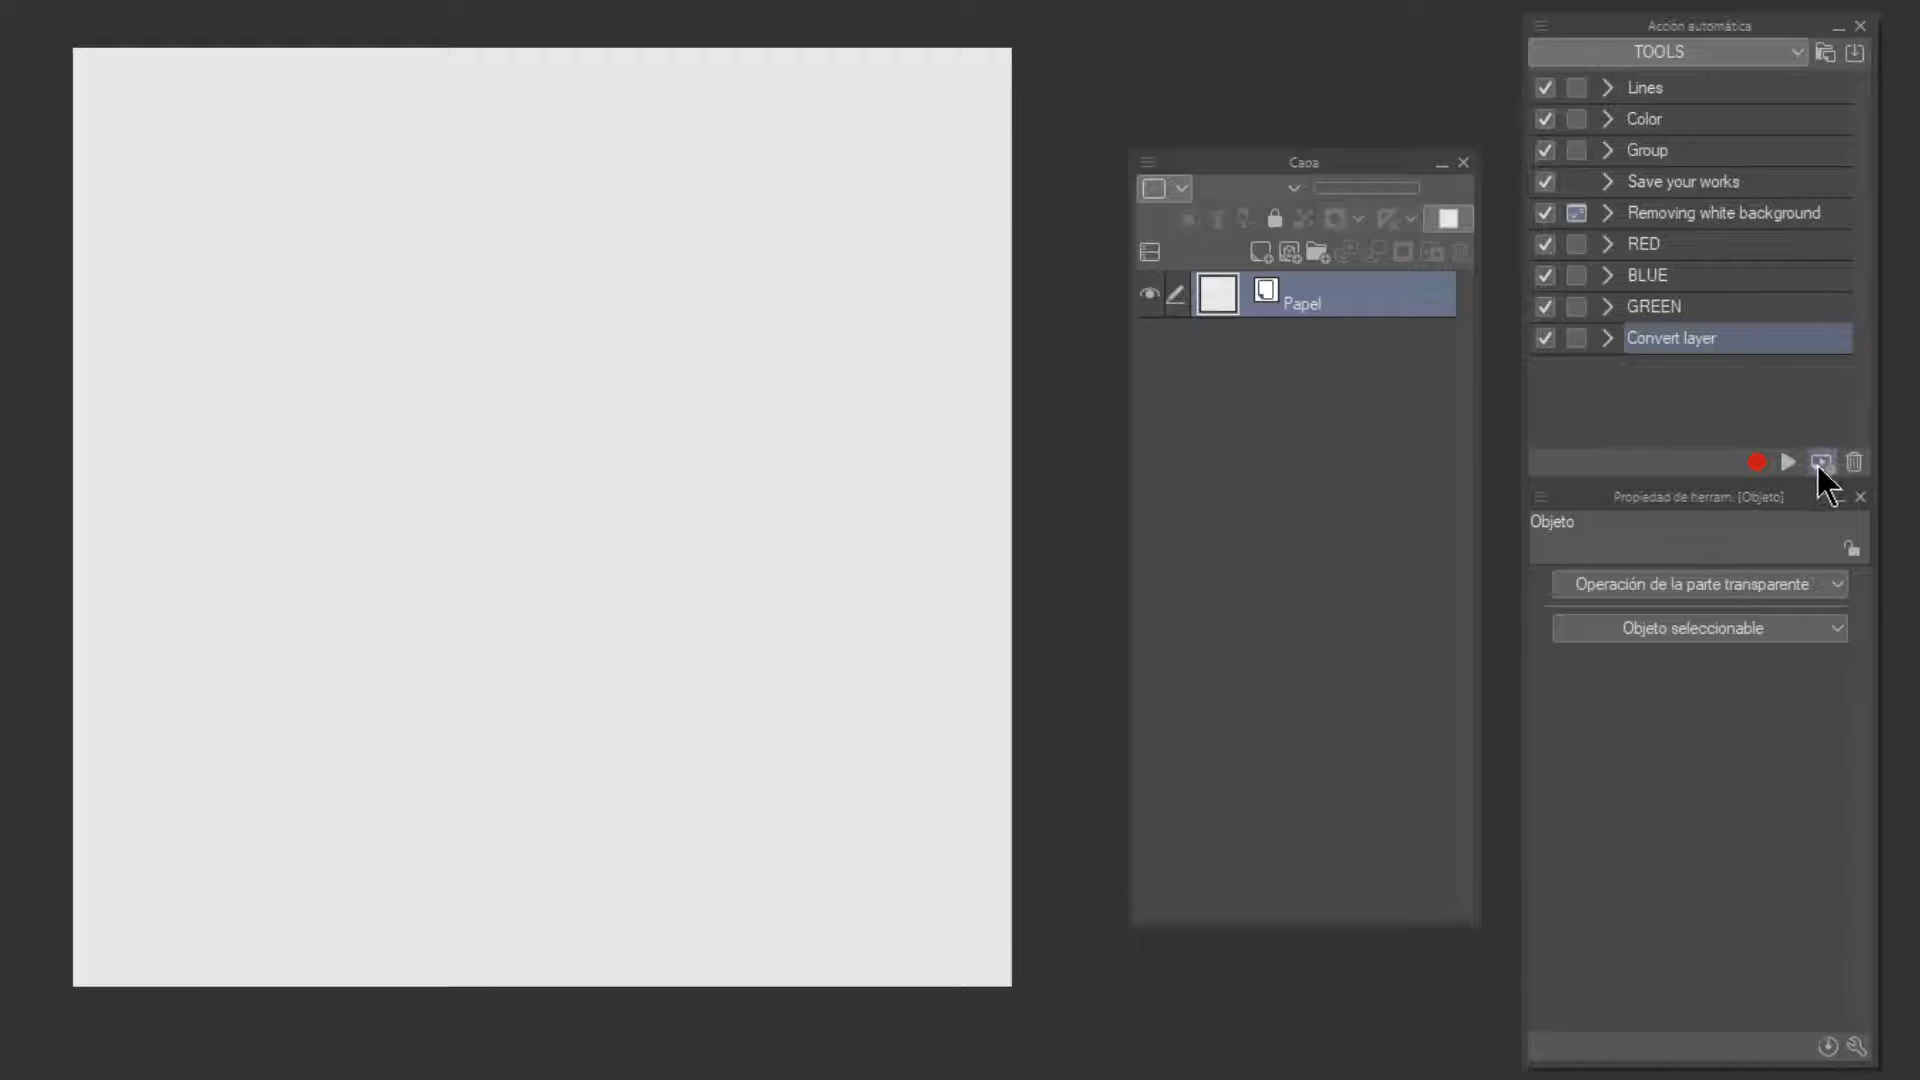 Acción automática
TOOLS
Lines
Color
Group
Save your works
Removing white background
RED
BLUE
GREEN
Convert layer
Capa
Papel
Propiedad de herram. [Objeto]
Objeto
Operación de la parte transparente
Objeto seleccionable